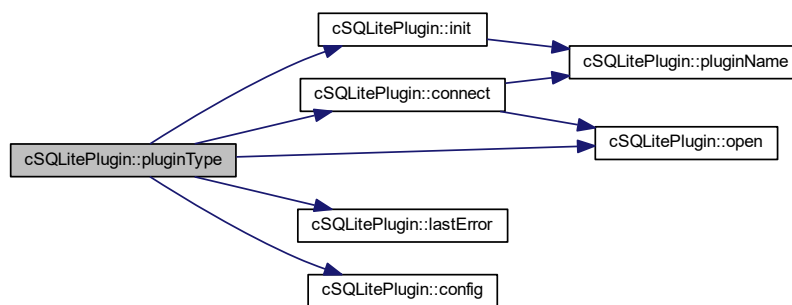 cSQLitePlugin::init
cSQLitePlugin::pluginName
cSQLitePlugin::connect
cSQLitePlugin::open
cSQLitePlugin::pluginType
cSQLitePlugin::lastError
cSQLitePlugin::config